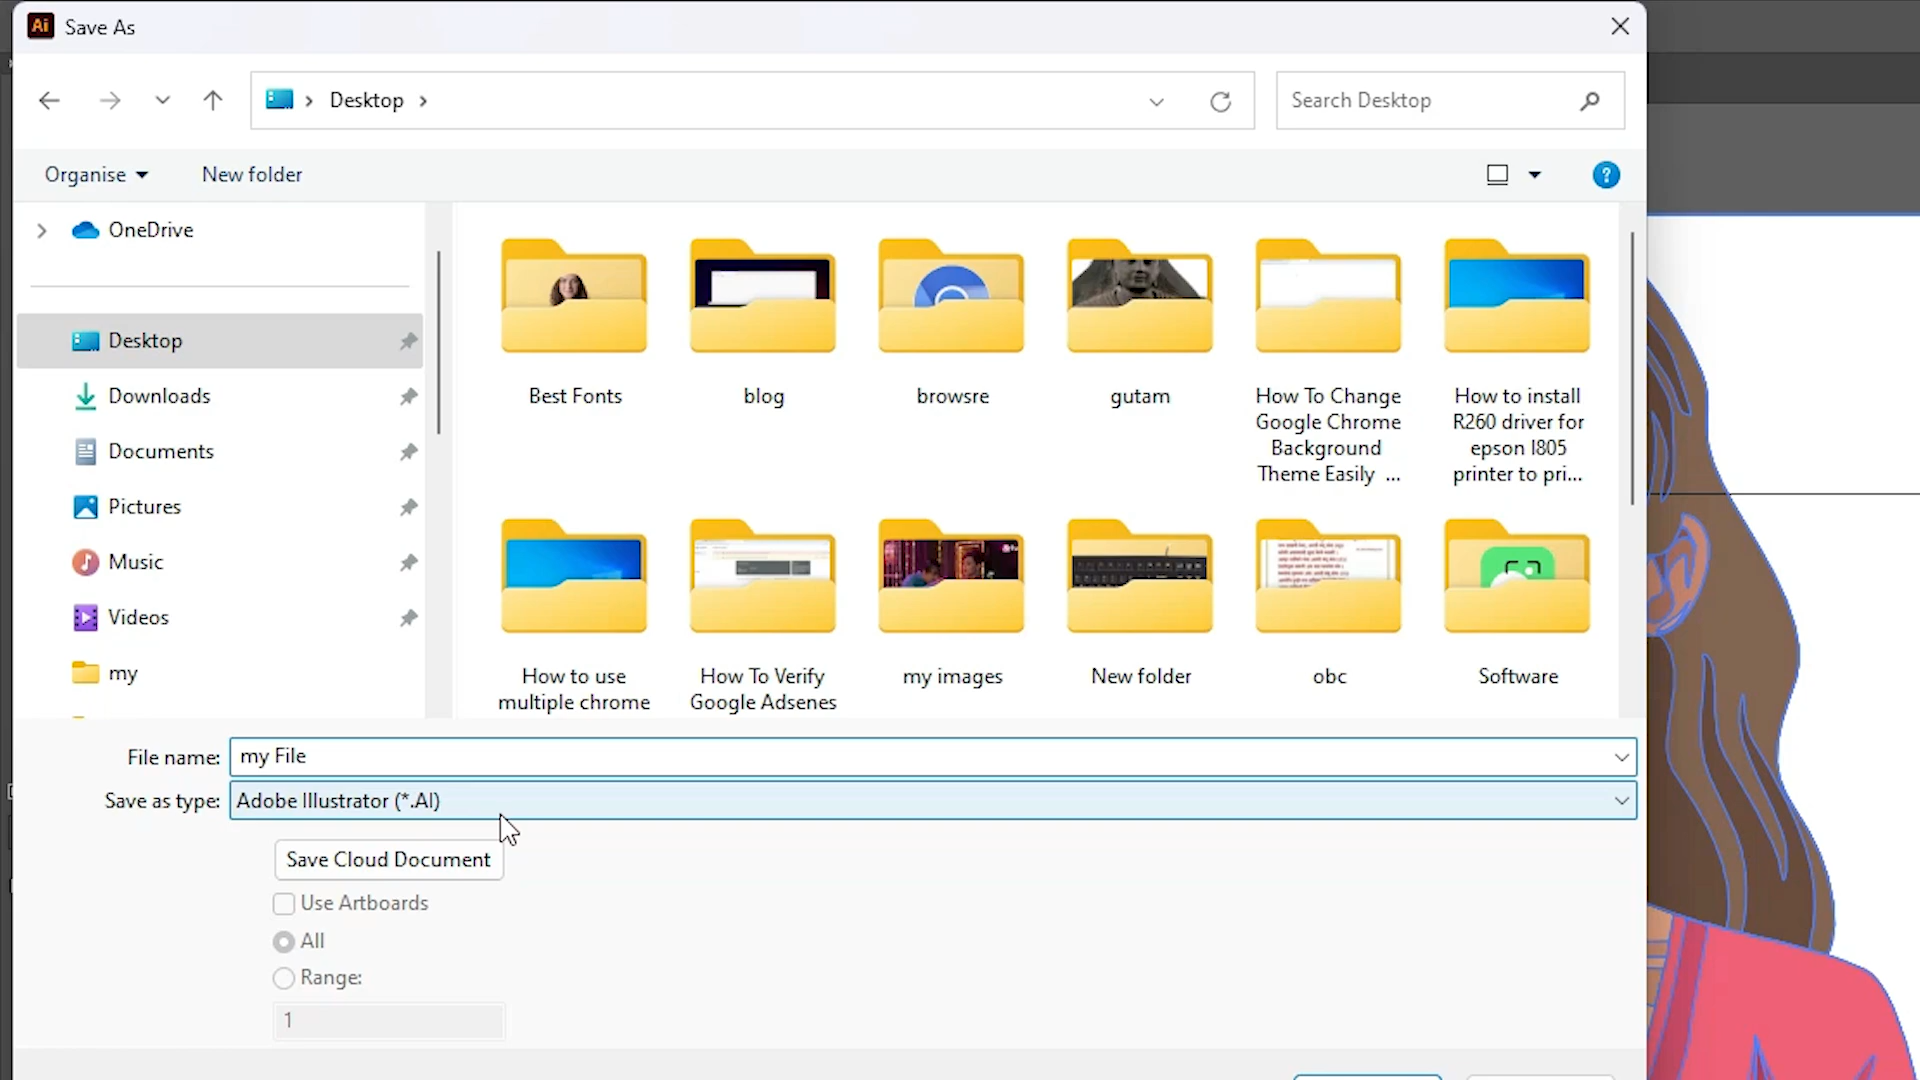 Ai Save As
Desktop
Search Desktop
Organise
New folder
?
OneDrive
Desktop
Downloads
Documents
Pictures
Music
Videos
my
Best Fonts
blog
browsre
gutam
How To Change
Google Chrome
Background
Theme Easily ...
How to install
R260 driver for
epson l805
printer to pri...
How to use
multiple chrome
How To Verify
Google Adsenes
my images
New folder
obc
Software
File name: my File
Save as type: Adobe Illustrator (*.AI)
Save Cloud Document
Use Artboards
All
Range:
1